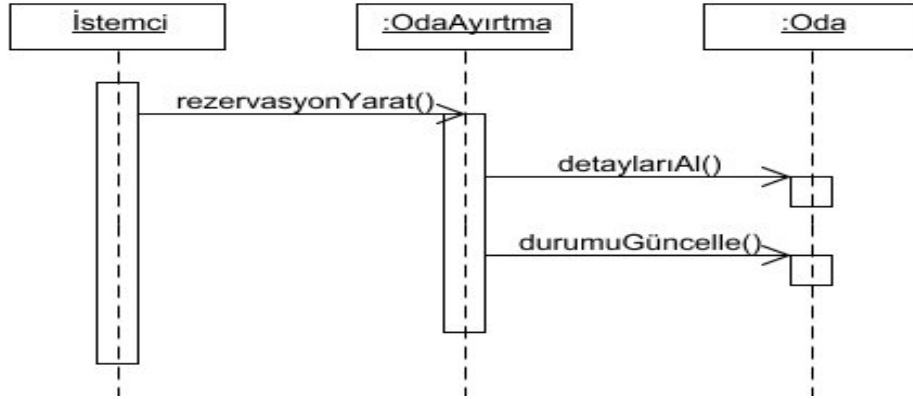 İstemci
:OdaAyırtma
:Oda
rezervasyonYarat()
detaylarıAl()
durumuGüncelle()